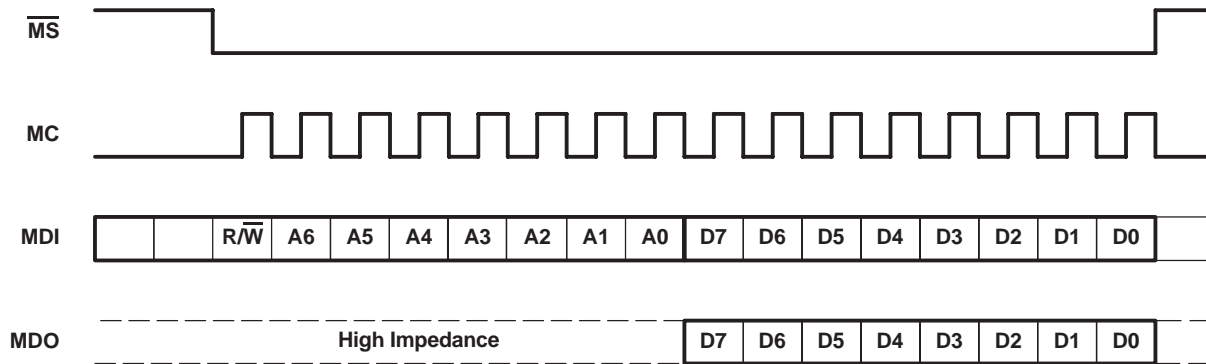 M̅S̅
MC
MDI R/W̅ A6 A5 A4 A3 A2 A1 A0 D7 D6 D5 D4 D3 D2 D1 D0
MDO High Impedance D7 D6 D5 D4 D3 D2 D1 D0